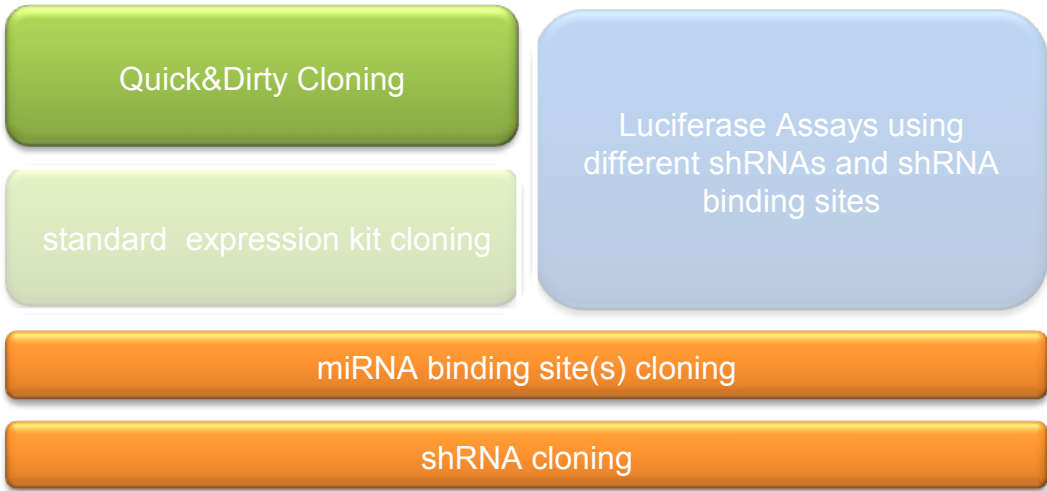 Quick&Dirty Cloning
Luciferase Assays using
different shRNAs and shRNA
binding sites
standard  expression kit cloning
miRNA binding site(s) cloning
shRNA cloning